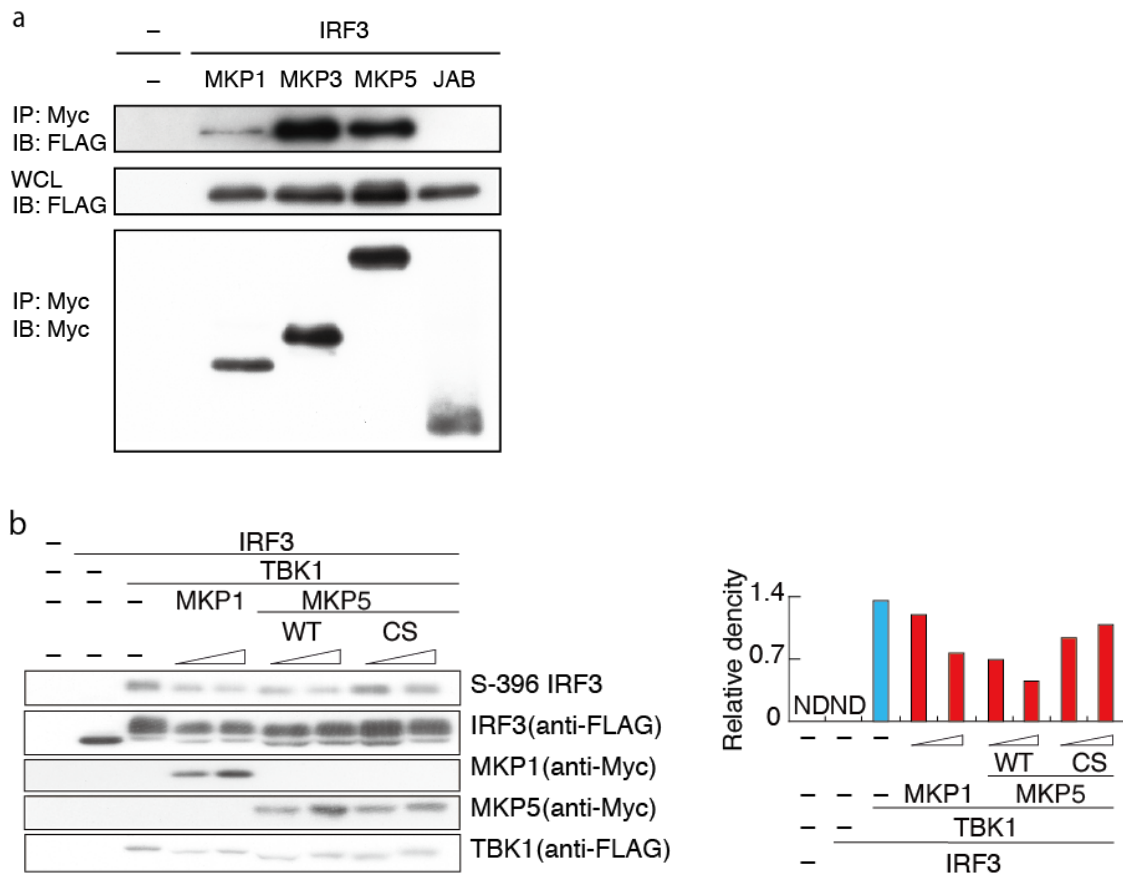 a
– IRF3
– MKP1 MKP3 MKP5 JAB
IP: Myc
IB: FLAG
WCL
IB: FLAG
IP: Myc
IB: Myc
b
– IRF3
– – TBK1
– – – MKP1 MKP5
WT CS
– – –
S-396 IRF3
IRF3(anti-FLAG)
MKP1(anti-Myc)
MKP5(anti-Myc)
TBK1(anti-FLAG)
Relative dencity
1.4
0.7
0
ND ND
– – –
WT CS
– – – MKP1 MKP5
– – TBK1
– IRF3